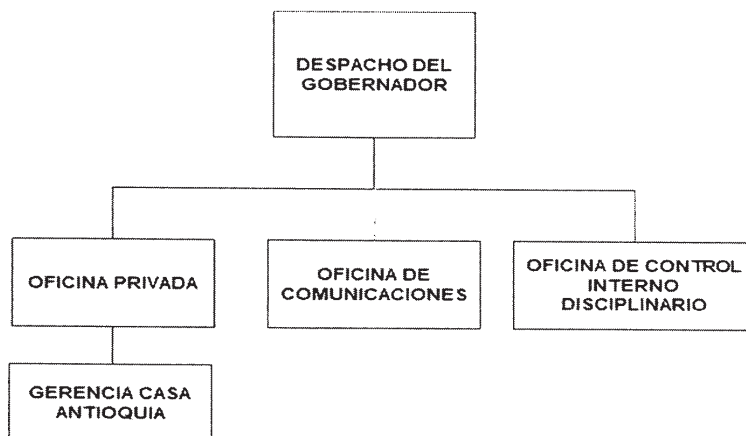 DESPACHO DEL
GOBERNADOR
OFICINA PRIVADA
OFICINA DE
COMUNICACIONES
OFICINA DE CONTROL
INTERNO
DISCIPLINARIO
GERENCIA CASA
ANTIOQUIA